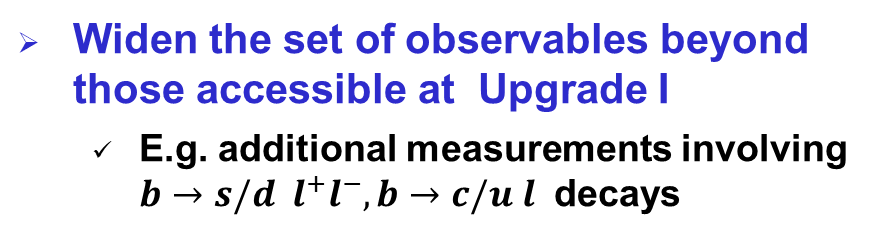 ➢ Widen the set of observables beyond
those accessible at Upgrade I
✓ E.g. additional measurements involving
b → s/d l⁺l⁻, b → c/u l decays